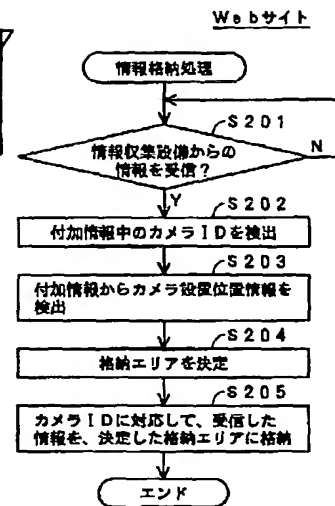 Webサイト
情報格納処理
S201
情報収集設備からの
情報を受信？
N
Y
S202
付加情報中のカメラIDを検出
S203
付加情報からカメラ設置位置情報を
検出
S204
格納エリアを決定
S205
カメラIDに対応して、受信した
情報を、決定した格納エリアに格納
エンド